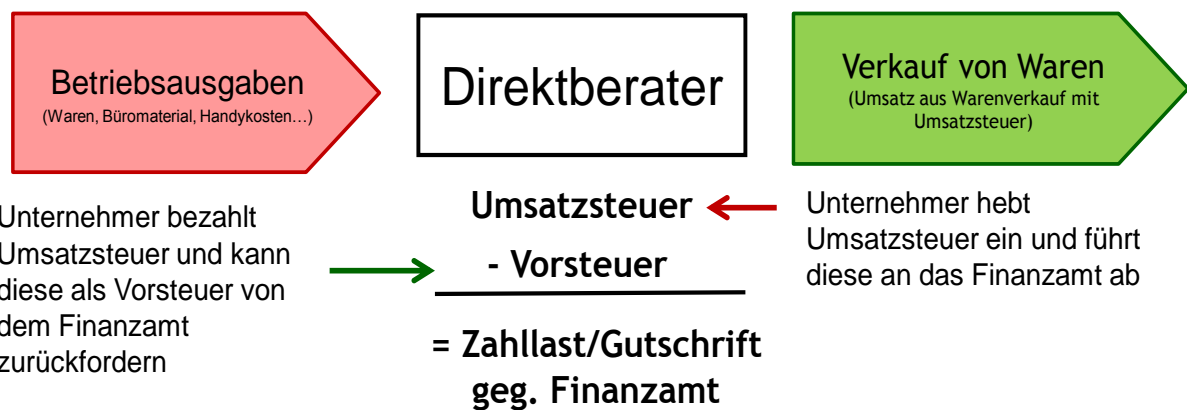 Betriebsausgaben
(Waren, Büromaterial, Handykosten…)
Direktberater
Verkauf von Waren
(Umsatz aus Warenverkauf mit
Umsatzsteuer)
Unternehmer bezahlt
Umsatzsteuer und kann
diese als Vorsteuer von
dem Finanzamt
zurückfordern
Umsatzsteuer
- Vorsteuer
= Zahllast/Gutschrift
geg. Finanzamt
Unternehmer hebt
Umsatzsteuer ein und führt
diese an das Finanzamt ab